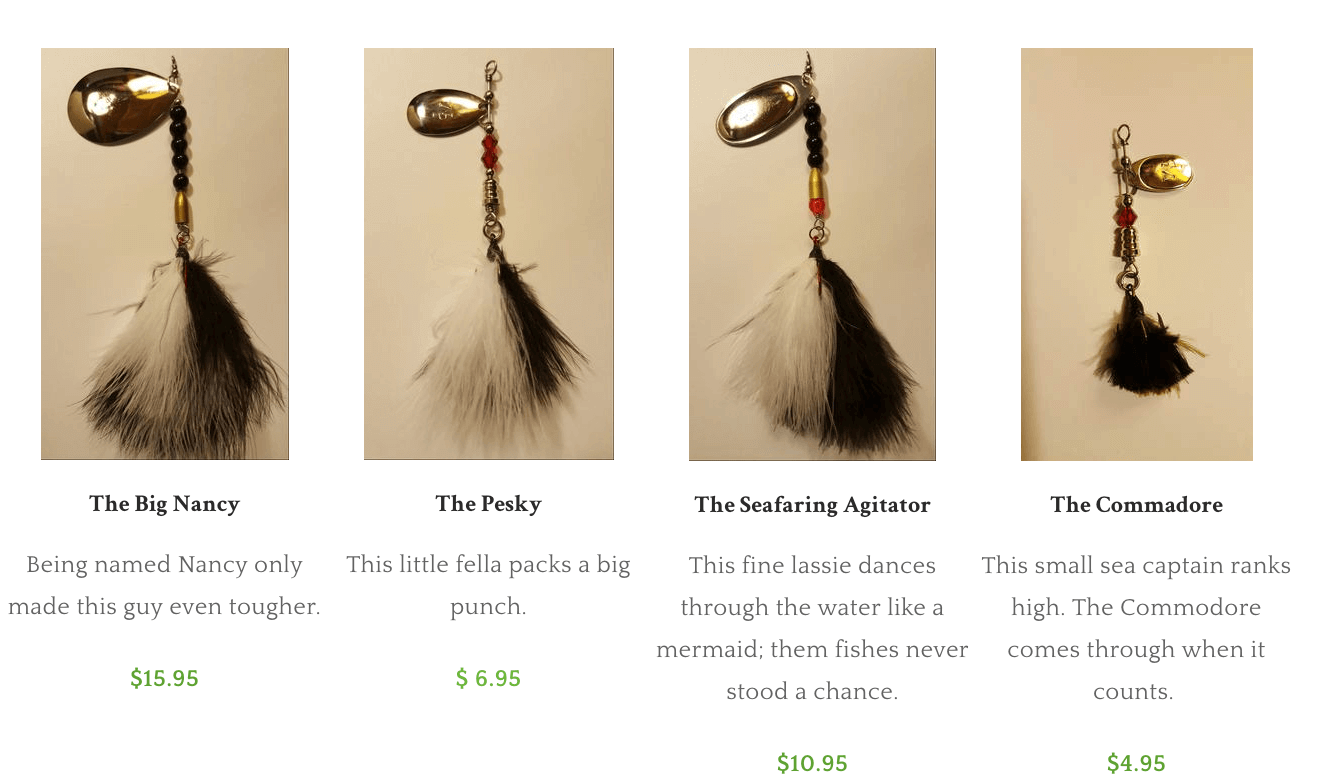 The Big Nancy
Being named Nancy only
made this guy even tougher.
$15.95
The Pesky
This little fella packs a big
punch.
$ 6.95
The Seafaring Agitator
This fine lassie dances
through the water like a
mermaid; them fishes never
stood a chance.
$10.95
The Commadore
This small sea captain ranks
high. The Commodore
comes through when it
counts.
$4.95